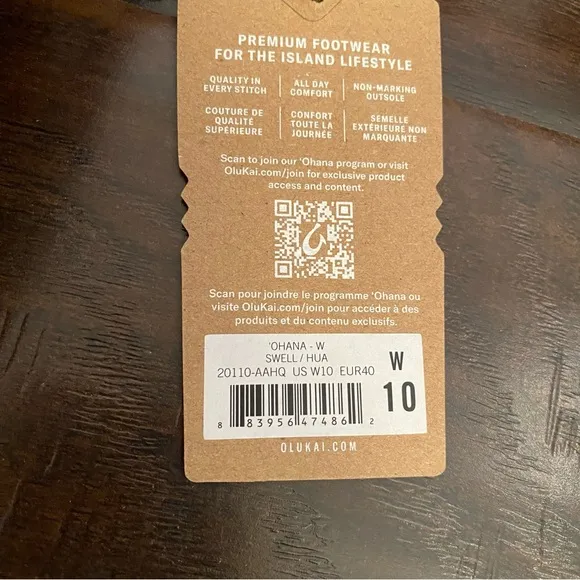 PREMIUM FOOTWEAR
FOR THE ISLAND LIFESTYLE
QUALITY IN
EVERY STITCH
ALL DAY
COMFORT
NON-MARKING
OUTSOLE
COUTURE DE
QUALITÉ
SUPÉRIEURE
CONFORT
TOUTE LA
JOURNÉE
SEMELLE
EXTÉRIEURE NON
MARQUANTE
Scan to join our ‘Ohana program or visit
OluKai.com/join for exclusive product
access and content.
Scan pour joindre le programme ‘Ohana ou
visite OluKai.com/join pour accéder à des
produits et du contenu exclusifs.
‘OHANA - W
SWELL / HUA
20110-AAHQ US W10 EUR40
W
10
8 83956 47486 2
OLUKAI.COM